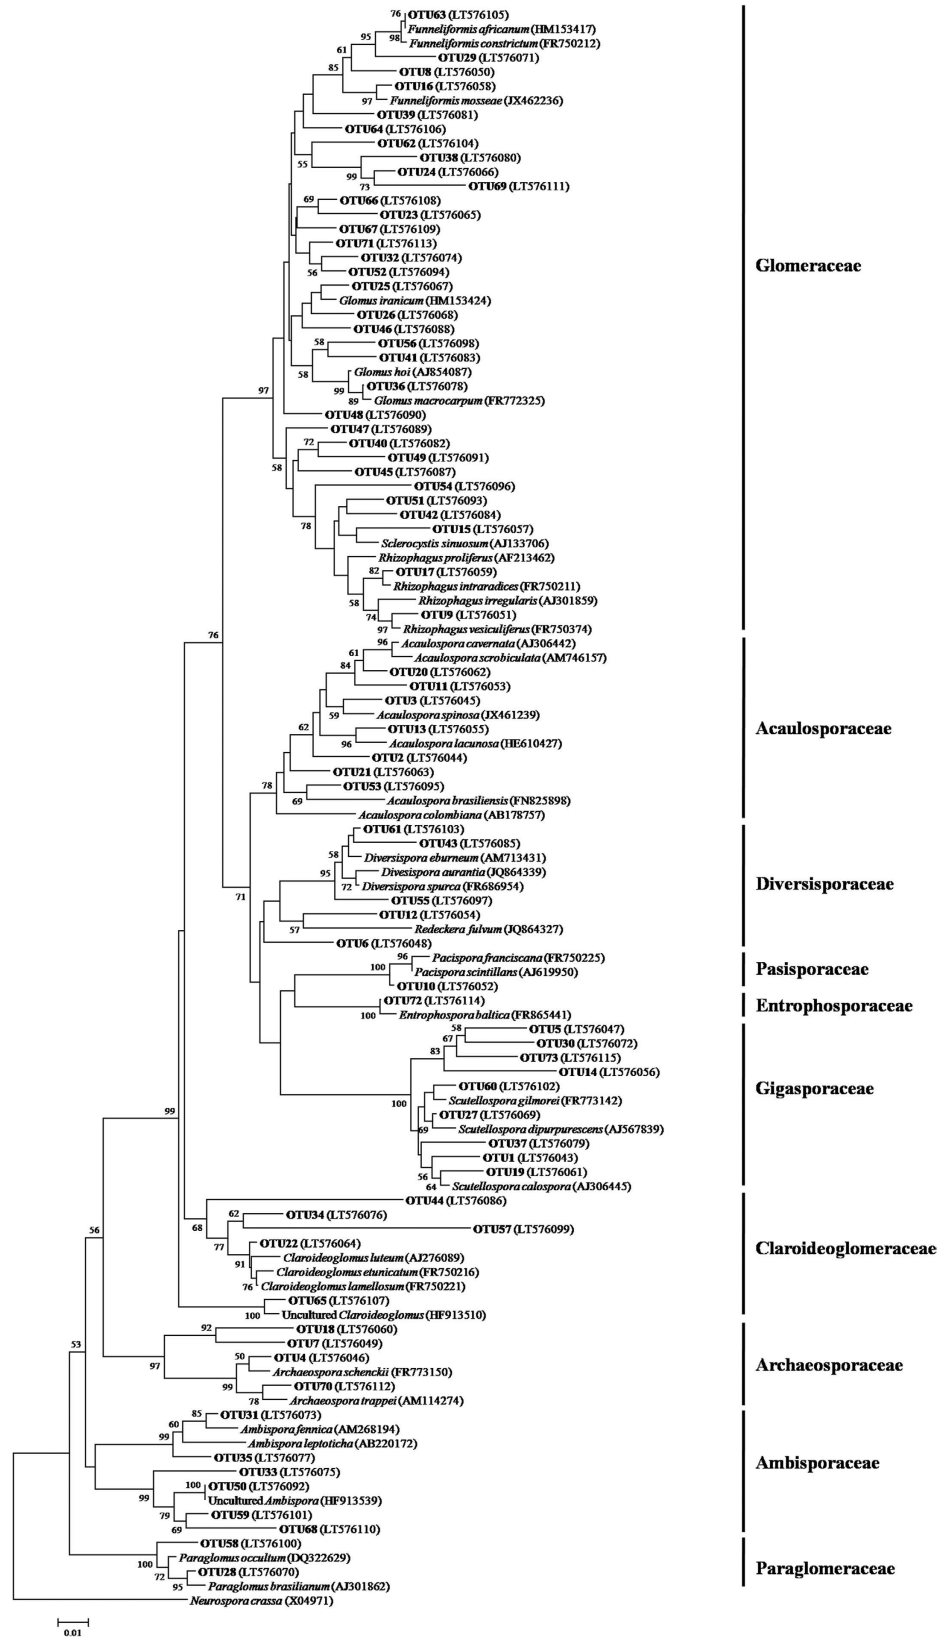 76 OTU63 (LT576105)
Funneliformis africanum (HM153417)
98 Funneliformis constrictum (FR750212)
95
OTU29 (LT576071)
61
OTU8 (LT576050)
85
OTU16 (LT576058)
97 Funneliformis mosseae (JX462236)
OTU39 (LT576081)
OTU64 (LT576106)
OTU62 (LT576104)
55
OTU38 (LT576080)
99
OTU24 (LT576066)
73
OTU69 (LT576111)
69 OTU66 (LT576108)
OTU23 (LT576065)
OTU67 (LT576109)
OTU71 (LT576113)
OTU32 (LT576074)
56 OTU52 (LT576094)
Glomeraceae
OTU25 (LT576067)
Glomus iranicum (HM153424)
OTU26 (LT576068)
OTU46 (LT576088)
58 OTU56 (LT576098)
OTU41 (LT576083)
58
Glomus hoi (AJ854087)
99 OTU36 (LT576078)
89 Glomus macrocarpum (FR772325)
97
OTU48 (LT576090)
OTU47 (LT576089)
72 OTU40 (LT576082)
OTU49 (LT576091)
58
OTU45 (LT576087)
OTU54 (LT576096)
OTU51 (LT576093)
OTU42 (LT576084)
78
OTU15 (LT576057)
Sclerocystis sinuosum (AJ133706)
Rhizophagus proliferus (AF213462)
82 OTU17 (LT576059)
Rhizophagus intraradices (FR750211)
58
Rhizophagus irregularis (AJ301859)
74 OTU9 (LT576051)
97 Rhizophagus vesiculiferus (FR750374)
76
96 Acaulospora cavernata (AJ306442)
61
Acaulospora scrobiculata (AM746157)
84
OTU20 (LT576062)
OTU11 (LT576053)
OTU3 (LT576045)
59 Acaulospora spinosa (JX461239)
62
OTU13 (LT576055)
Acaulosporaceae
96 Acaulospora lacunosa (HE610427)
OTU2 (LT576044)
OTU21 (LT576063)
78
OTU53 (LT576095)
69 Acaulospora brasiliensis (FN825898)
Acaulospora colombiana (AB178757)
OTU61 (LT576103)
OTU43 (LT576085)
58
Diversispora eburneum (AM713431)
95
Divesispora aurantia (JQ864339)
72 Diversispora spurca (FR686954)
Diversisporaceae
71
OTU55 (LT576097)
OTU12 (LT576054)
57 Redeckera fulvum (JQ864327)
OTU6 (LT576048)
96 Pacispora franciscana (FR750225)
100
Pacispora scintillans (AJ619950)
Pasisporaceae
OTU10 (LT576052)
OTU72 (LT576114)
Entrophosporaceae
100 Entrophospora baltica (FR865441)
58 OTU5 (LT576047)
67
OTU30 (LT576072)
83
OTU73 (LT576115)
OTU14 (LT576056)
Gigasporaceae
100
OTU60 (LT576102)
Scutellospora gilmorei (FR773142)
OTU27 (LT576069)
69 Scutellospora dipurpurescens (AJ567839)
OTU37 (LT576079)
OTU1 (LT576043)
56
OTU19 (LT576061)
64 Scutellospora calospora (AJ306445)
99
OTU44 (LT576086)
68
62 OTU34 (LT576076)
OTU57 (LT576099)
77
OTU22 (LT576064)
Claroideoglomeraceae
91
Claroideoglomus luteum (AJ276089)
Claroideoglomus etunicatum (FR750216)
76 Claroideoglomus lamellosum (FR750221)
OTU65 (LT576107)
100 Uncultured Claroideoglomus (HF913510)
56
92 OTU18 (LT576060)
OTU7 (LT576049)
97
50 OTU4 (LT576046)
Archaeosporaceae
Archaeospora schenckii (FR773150)
99
OTU70 (LT576112)
78 Archaeospora trappei (AM114274)
53
85 OTU31 (LT576073)
60
Ambispora fennica (AM268194)
99
Ambispora leptoticha (AB220172)
OTU35 (LT576077)
Ambisporaceae
OTU33 (LT576075)
99
100 OTU50 (LT576092)
Uncultured Ambispora (HF913539)
79
OTU59 (LT576101)
69 OTU68 (LT576110)
OTU58 (LT576100)
100
Paraglomus occultum (DQ322629)
72
OTU28 (LT576070)
Paraglomeraceae
95 Paraglomus brasilianum (AJ301862)
Neurospora crassa (X04971)
0.01